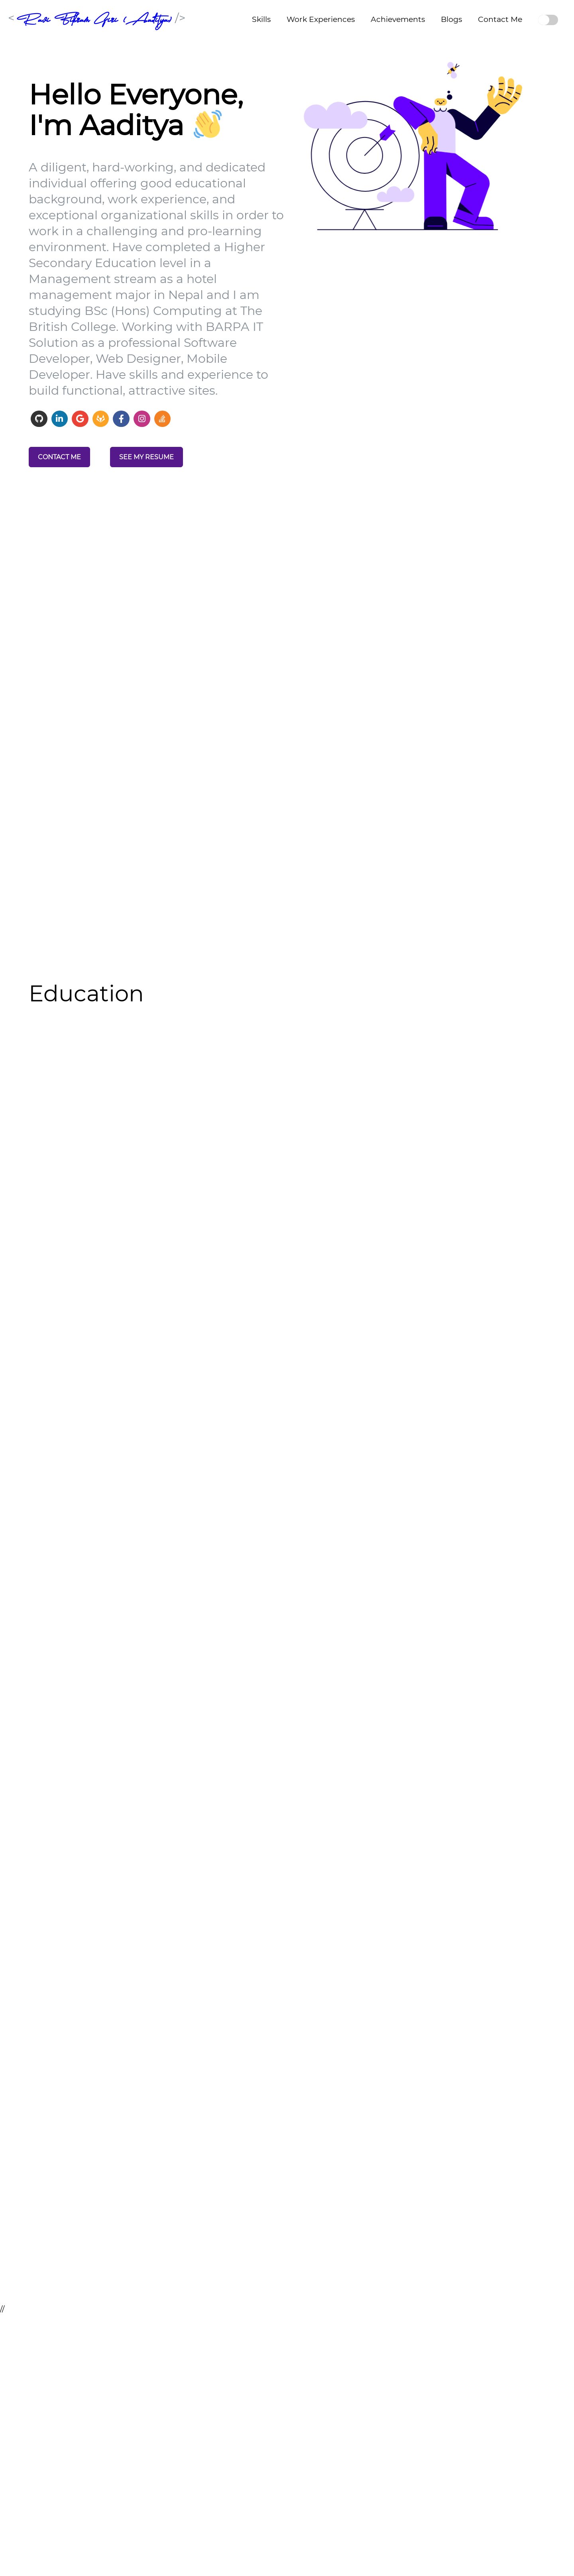 < Ravi Bikram Giri (Aaditya) />
Skills
Work Experiences
Achievements
Blogs
Contact Me
Hello Everyone,
I'm Aaditya
A diligent, hard-working, and dedicated
individual offering good educational
background, work experience, and
exceptional organizational skills in order to
work in a challenging and pro-learning
environment. Have completed a Higher
Secondary Education level in a
Management stream as a hotel
management major in Nepal and I am
studying BSc (Hons) Computing at The
British College. Working with BARPA IT
Solution as a professional Software
Developer, Web Designer, Mobile
Developer. Have skills and experience to
build functional, attractive sites.
CONTACT ME
SEE MY RESUME
Education
//